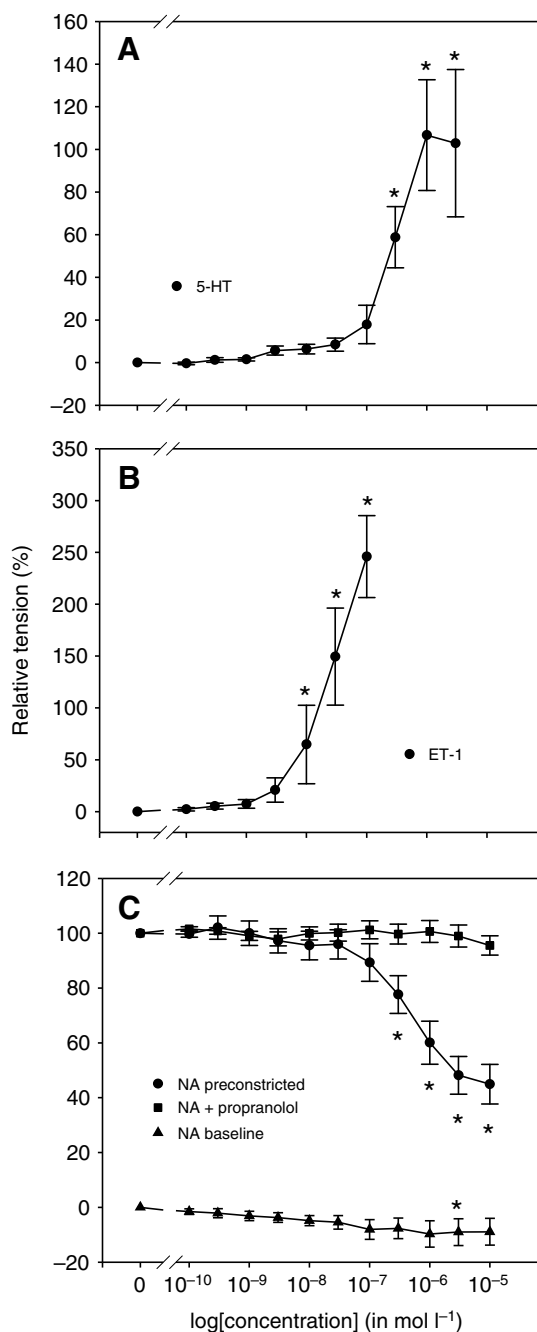 A
160
140
120
100
80
60
40
20
0
–20
* * *
5-HT
B
350
300
250
200
150
100
50
0
* * *
ET-1
Relative tension (%)
C
120
100
80
60
40
20
0
–20
* * * *
*
NA preconstricted
NA + propranolol
NA baseline
0 10⁻¹⁰ 10⁻⁹ 10⁻⁸ 10⁻⁷ 10⁻⁶ 10⁻⁵
log[concentration] (in mol l⁻¹)